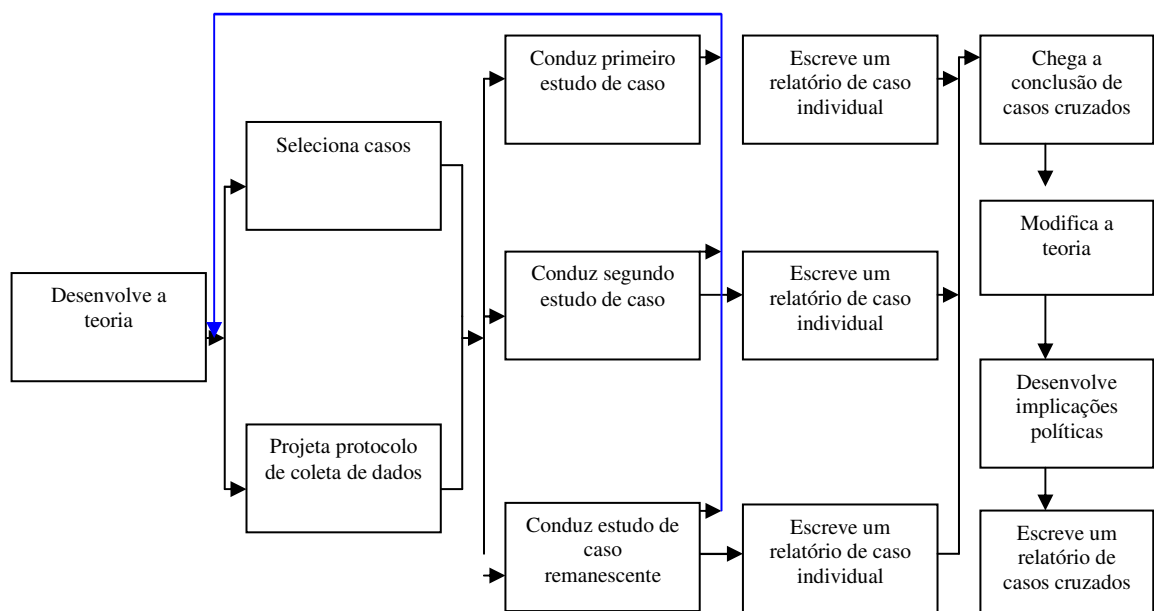 Desenvolve a
teoria
Seleciona casos
Projeta protocolo
de coleta de dados
Conduz primeiro
estudo de caso
Conduz segundo
estudo de caso
Conduz estudo de
caso
remanescente
Escreve um
relatório de caso
individual
Escreve um
relatório de caso
individual
Escreve um
relatório de caso
individual
Chega a
conclusão de
casos cruzados
Modifica a
teoria
Desenvolve
implicações
políticas
Escreve um
relatório de
casos cruzados